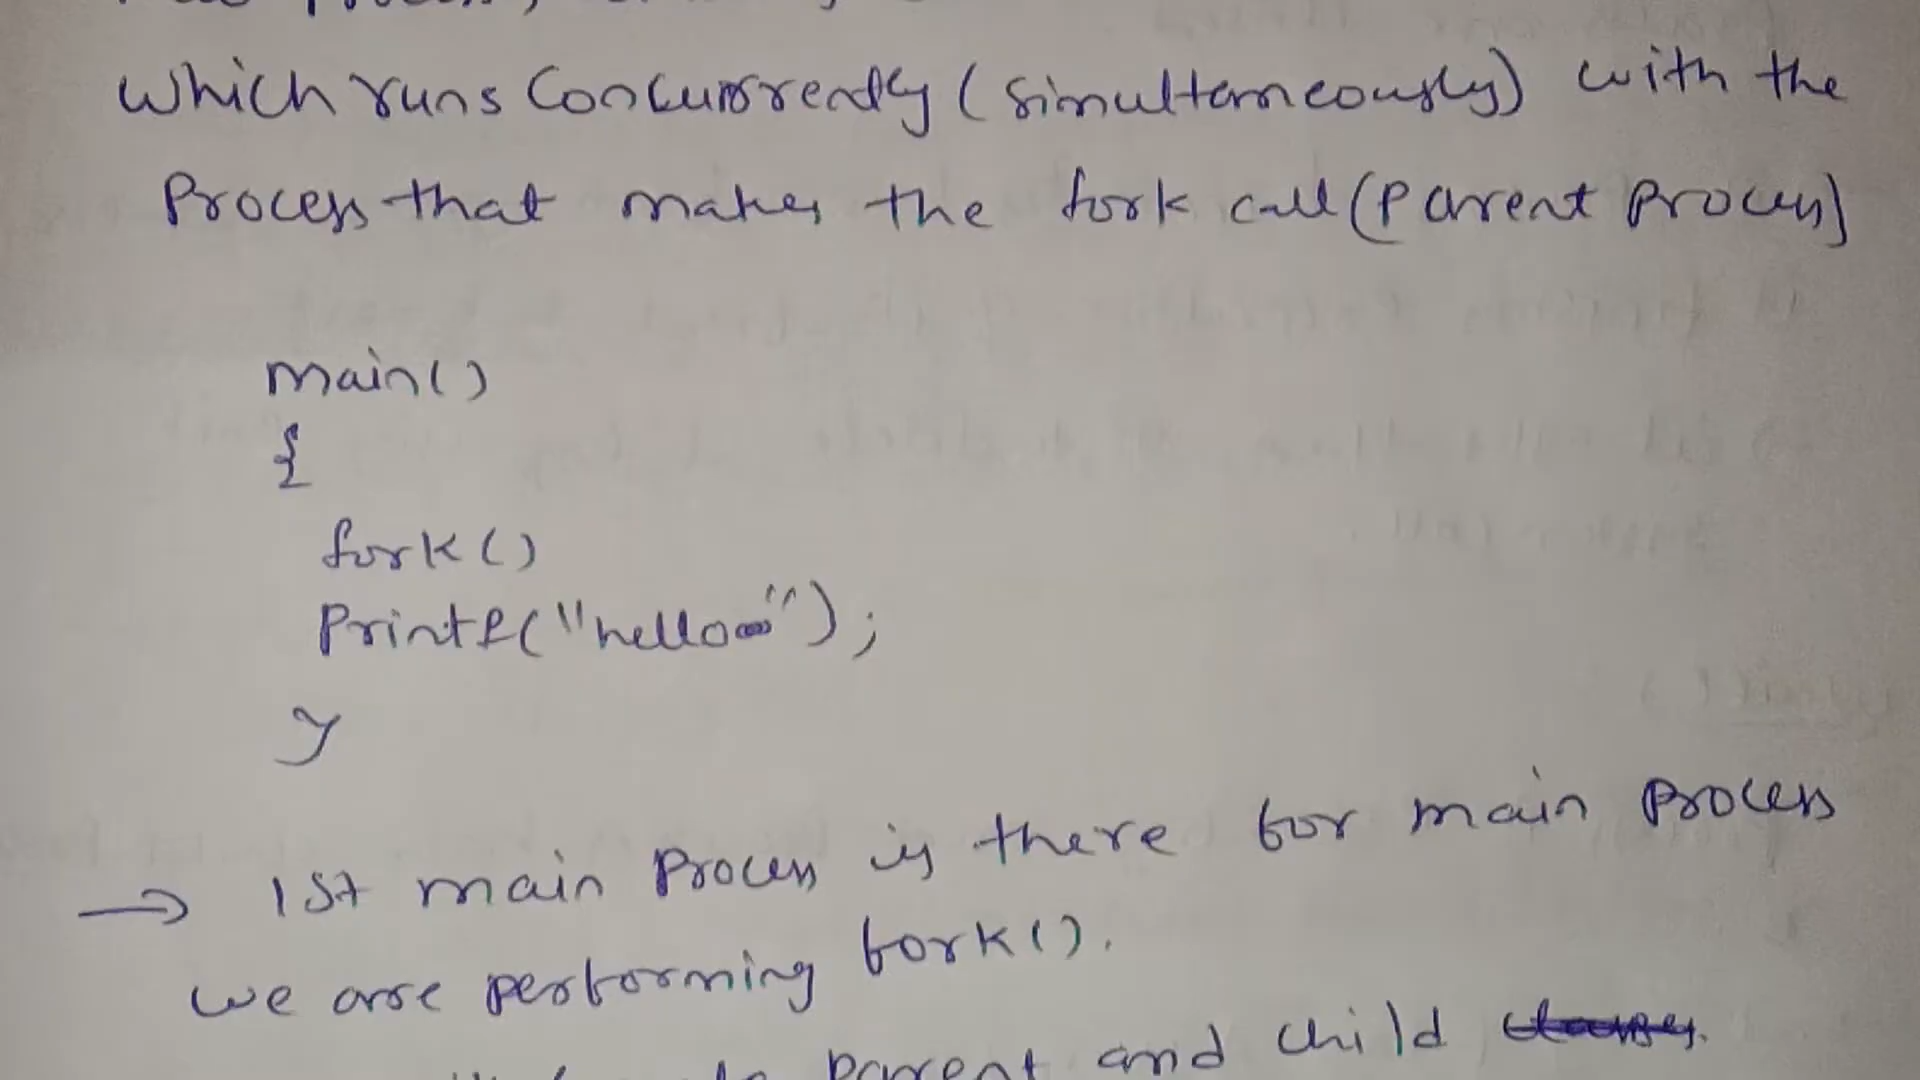 Process,
which runs concurrently (simultaneously) with the
Process that makes the fork call (Parent Process)
main()
{
fork()
Printf("hello");
}
→ 1st main process is there for main process
we are performing fork().
parent and child